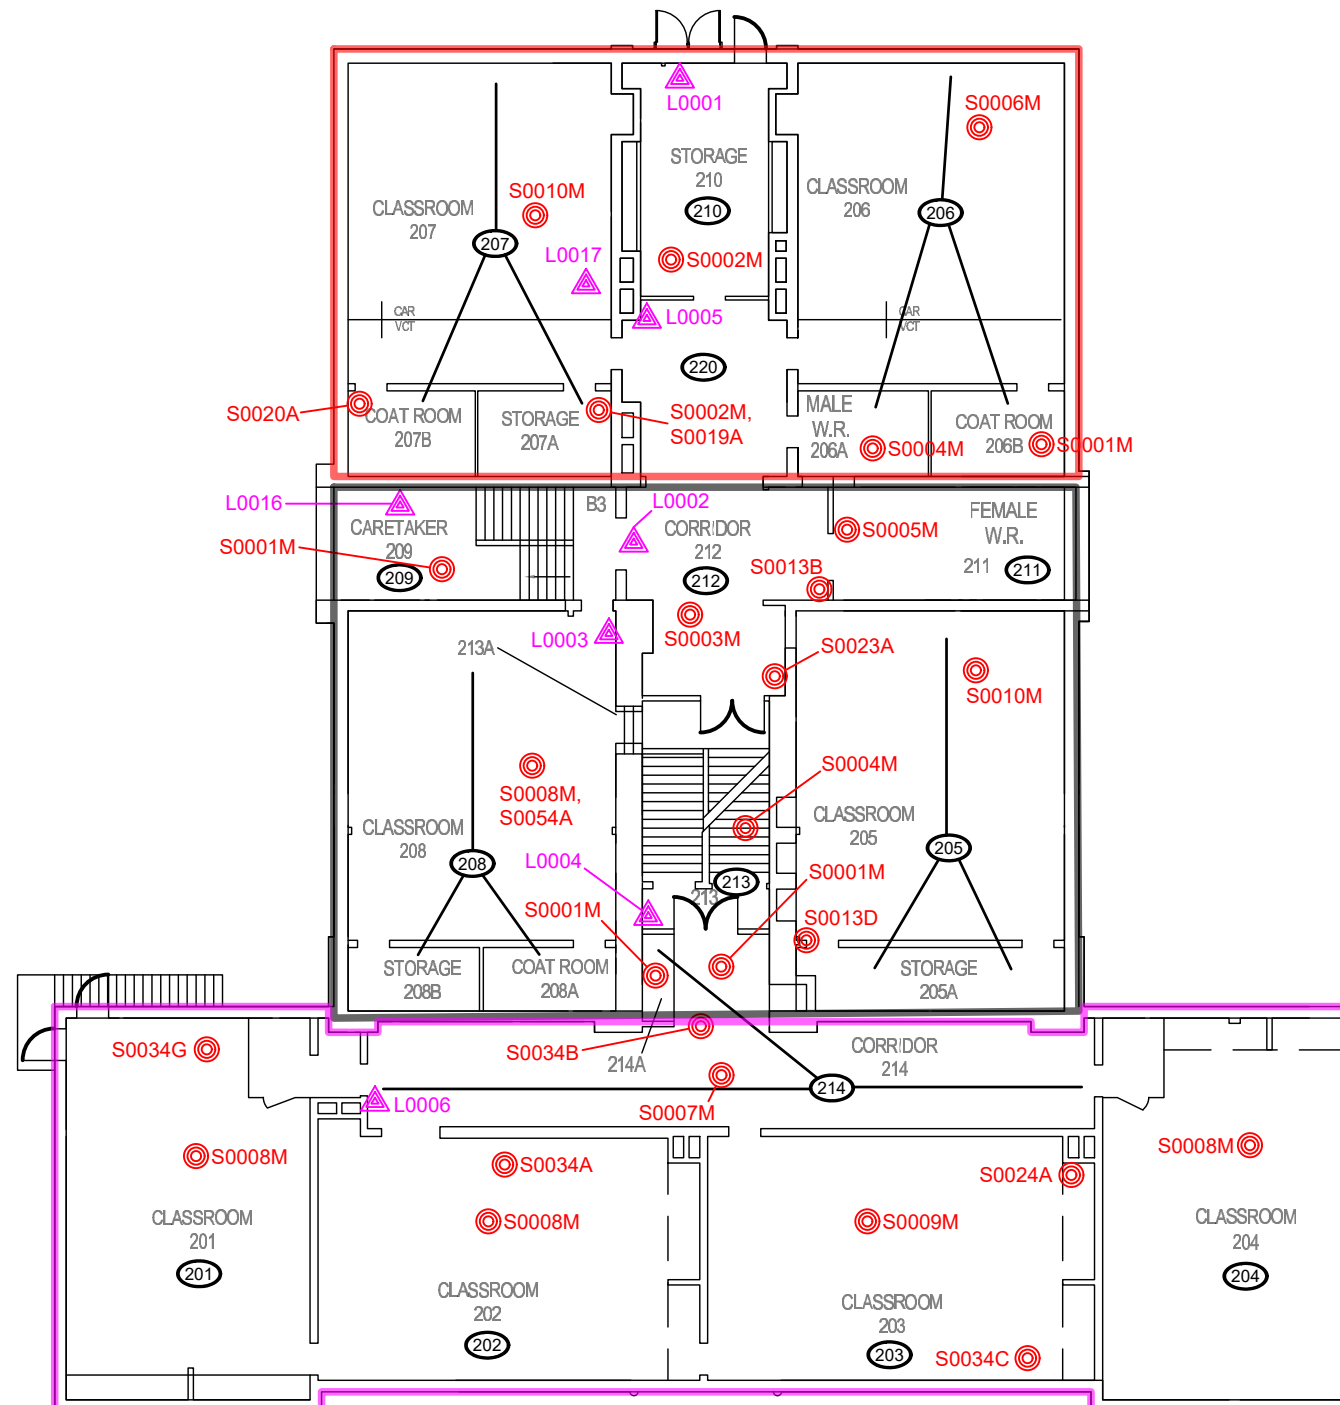 L0001
S0006M
STORAGE
210
210
CLASSROOM
206
206
S0010M
CLASSROOM
207
207
L0017
S0002M
L0005
CAR
VCT
CAR
VCT
220
S0020A
COAT ROOM
207B
STORAGE
207A
S0002M,
S0019A
MALE
W.R.
206A
S0004M
COAT ROOM
206B
S0001M
L0016
B3
L0002
CARETAKER
209
209
S0001M
CORRIDOR
212
212
S0005M
FEMALE
W.R.
211
211
S0013B
L0003
S0003M
213A
S0023A
S0010M
S0004M
S0008M,
S0054A
CLASSROOM
208
208
CLASSROOM
205
205
L0004
213
213
S0001M
S0001M
S0013D
STORAGE
208B
COAT ROOM
208A
STORAGE
205A
S0034G
S0034B
214A
CORRIDOR
214
214
L0006
S0007M
S0008M
S0034A
S0024A
S0008M
S0008M
S0009M
CLASSROOM
201
201
CLASSROOM
204
204
CLASSROOM
202
202
CLASSROOM
203
203
S0034C